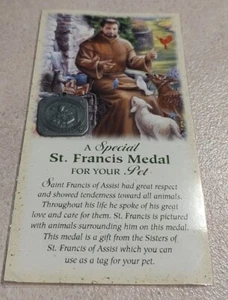 A Special
St. Francis Medal
FOR YOUR Pet
Saint Francis of Assisi had great respect
and showed tenderness toward all animals.
Throughout his life he spoke of his great
love and care for them. St. Francis is pictured
with animals surrounding him on this medal.
This medal is a gift from the Sisters of
St. Francis of Assisi which you can
use as a tag for your pet.